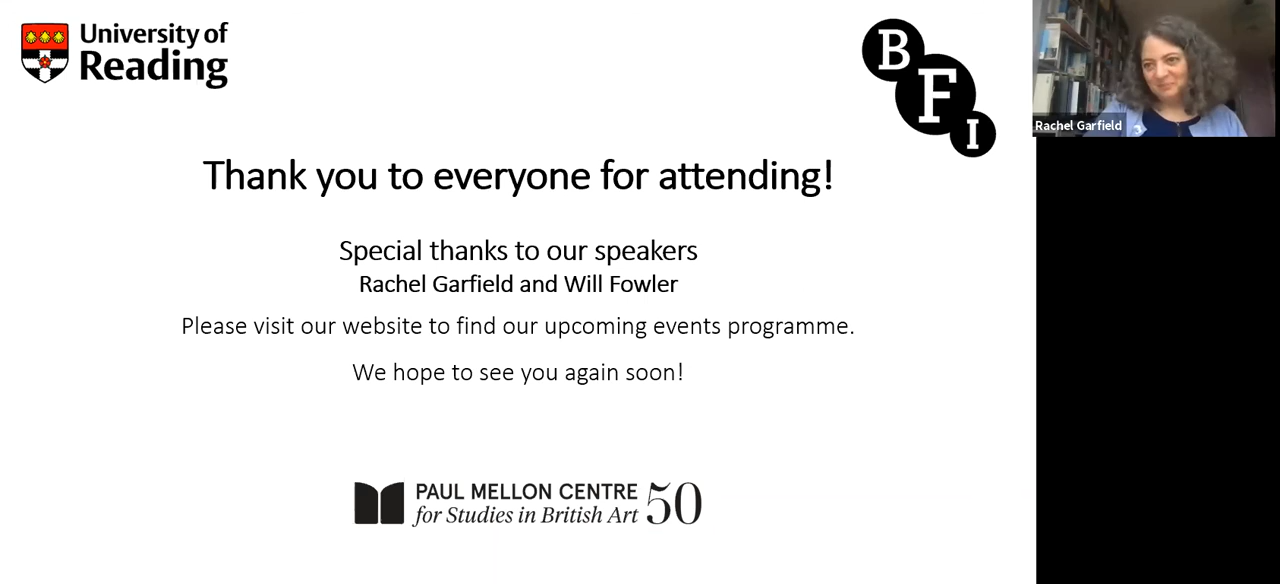 University of
Reading
BFI
Rachel Garfield
Thank you to everyone for attending!
Special thanks to our speakers
Rachel Garfield and Will Fowler
Please visit our website to find our upcoming events programme.
We hope to see you again soon!
PAUL MELLON CENTRE 50
for Studies in British Art